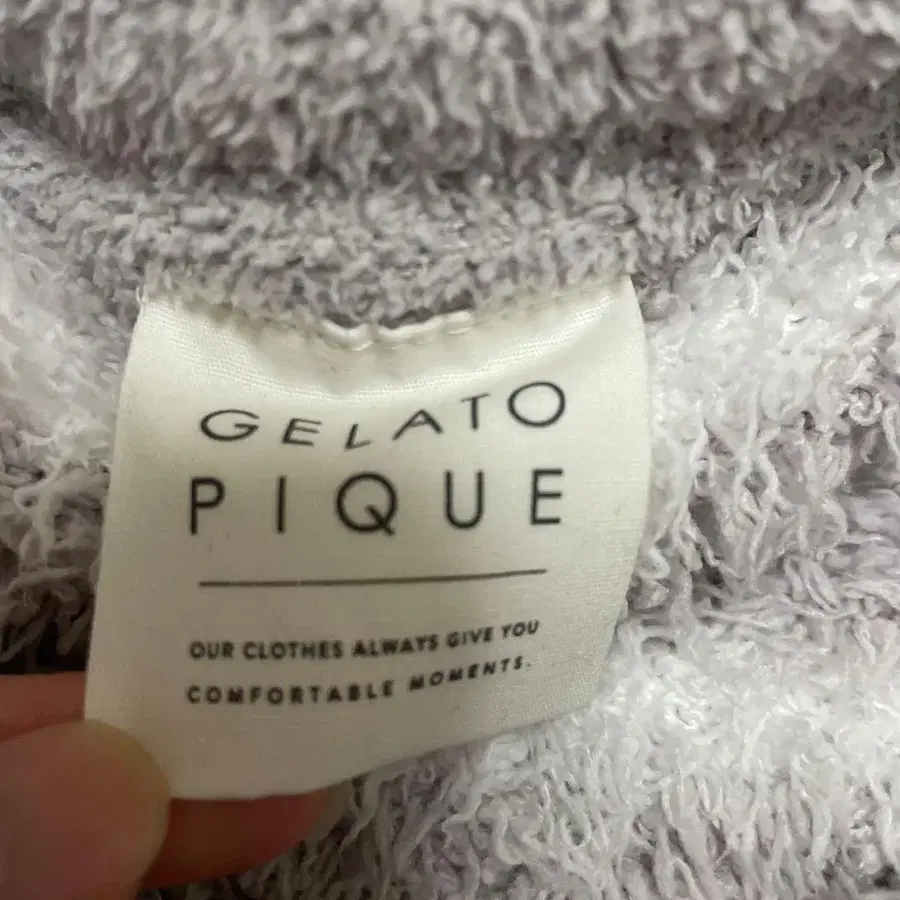 GELATO
PIQUE
OUR CLOTHES ALWAYS GIVE YOU
COMFORTABLE MOMENTS.